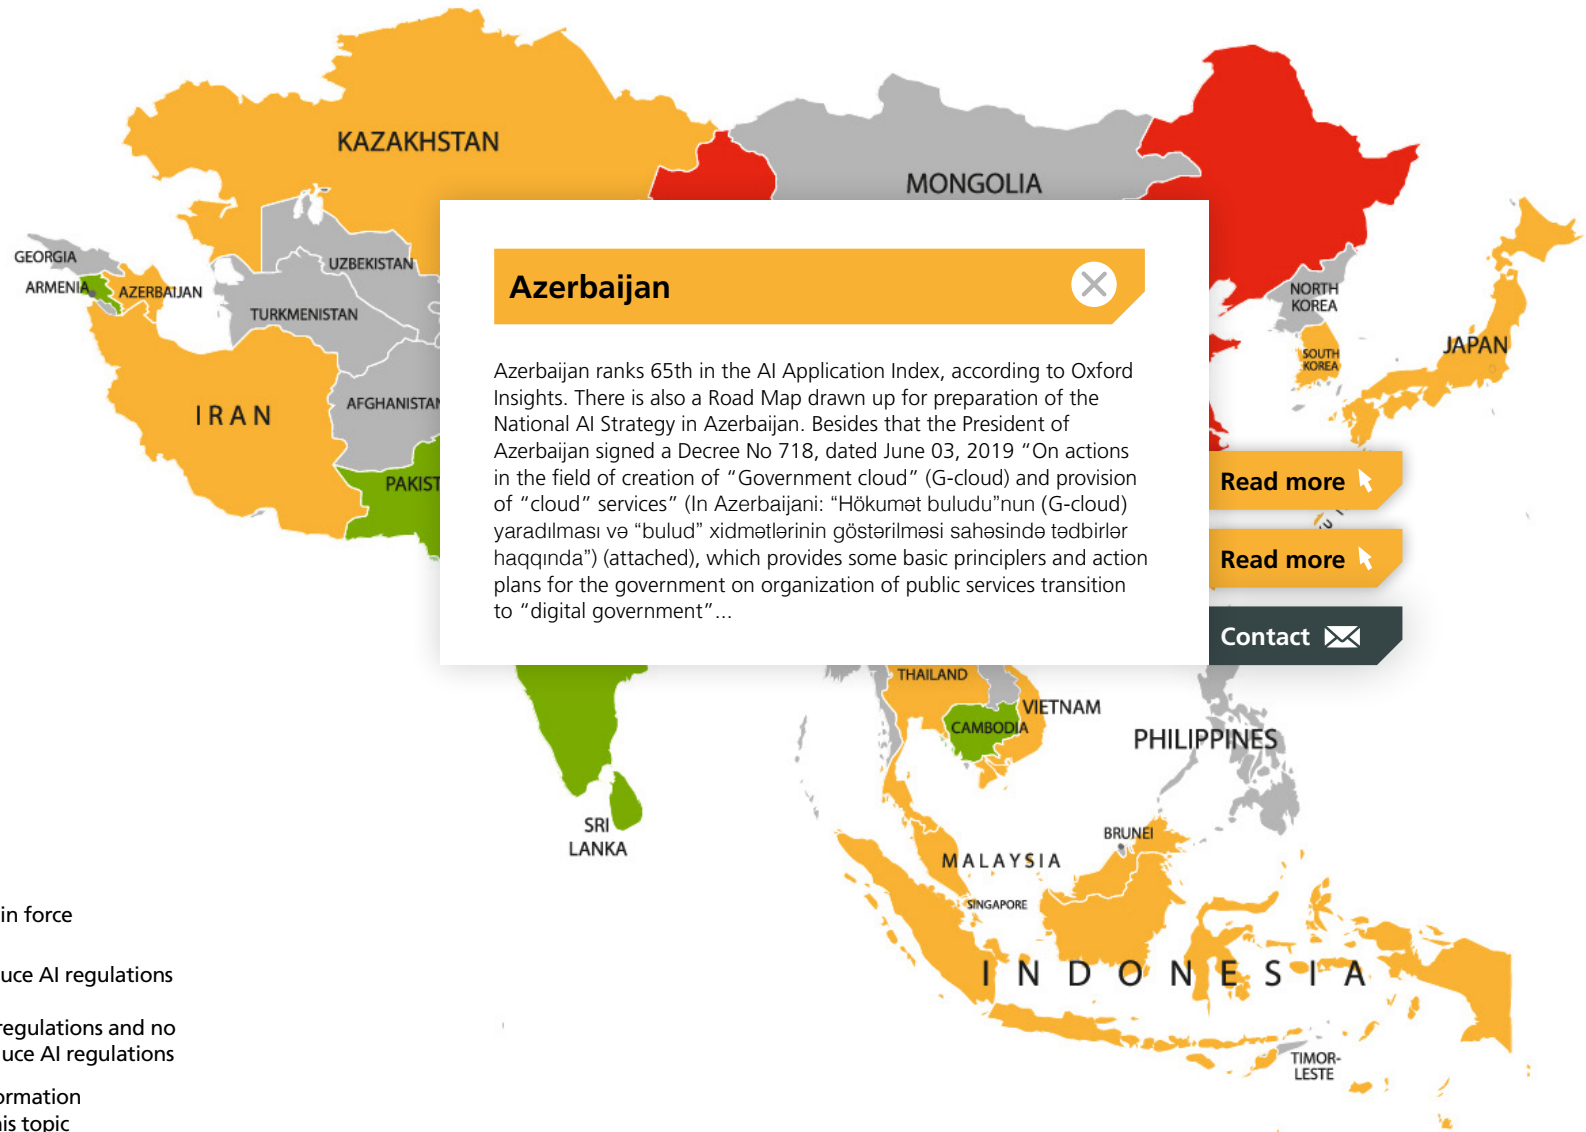 KAZAKHSTAN
MONGOLIA
GEORGIA
UZBEKISTAN
ARMENIA
AZERBAIJAN
TURKMENISTAN
NORTH
KOREA
SOUTH
KOREA
JAPAN
IRAN
AFGHANISTAN
PAKIST
Azerbaijan
Azerbaijan ranks 65th in the AI Application Index, according to Oxford
Insights. There is also a Road Map drawn up for preparation of the
National AI Strategy in Azerbaijan. Besides that the President of
Azerbaijan signed a Decree No 718, dated June 03, 2019 “On actions
in the field of creation of “Government cloud” (G-cloud) and provision
of “cloud” services” (In Azerbaijani: “Hökumət buludu”nun (G-cloud)
yaradılması və “bulud” xidmətlərinin göstərilməsi sahəsində tədbirlər
haqqında”) (attached), which provides some basic principlers and action
plans for the government on organization of public services transition
to “digital government”...
Read more
Read more
Contact
THAILAND
VIETNAM
CAMBODIA
PHILIPPINES
SRI
LANKA
BRUNEI
MALAYSIA
SINGAPORE
INDONESIA
TIMOR-
LESTE
in force
uce AI regulations
regulations and no
uce AI regulations
ormation
is topic